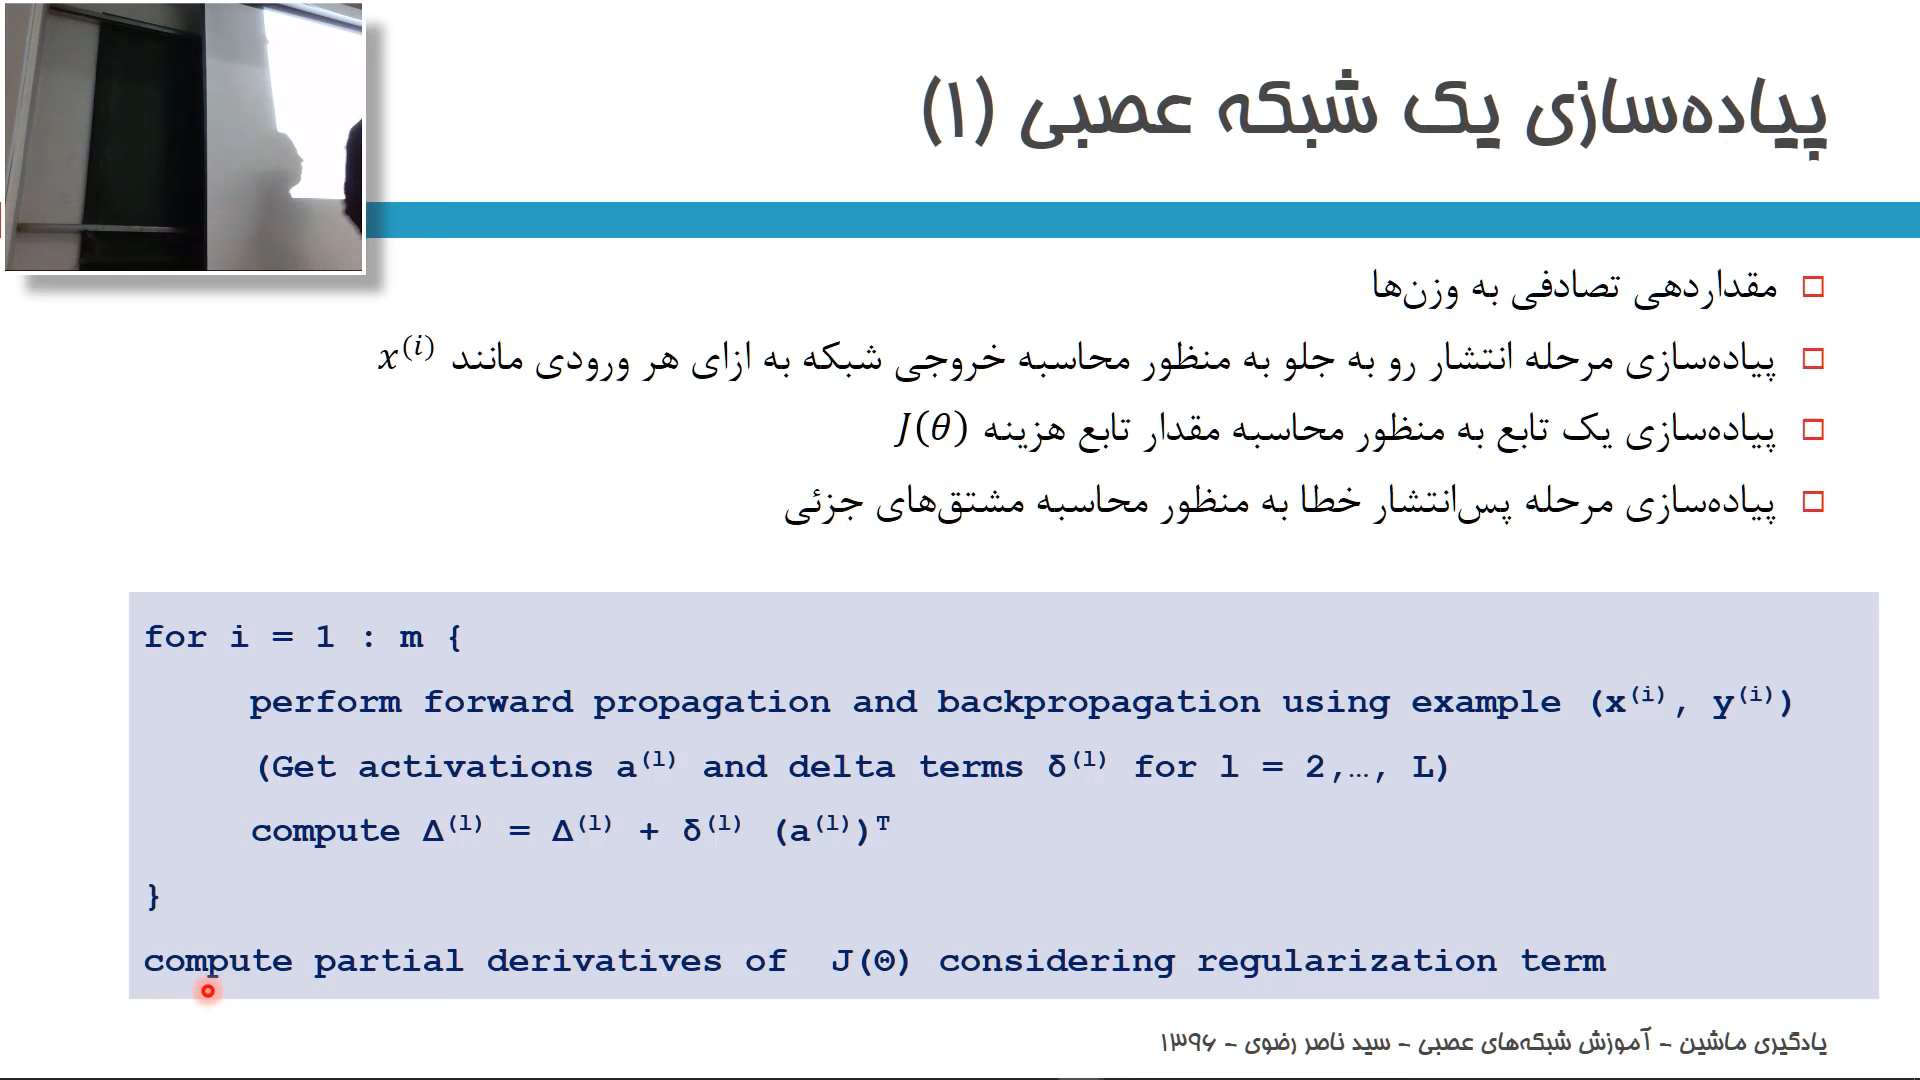 پیاده‌سازی یک شبکه عصبی (۱)
مقداردهی تصادفی به وزن‌ها
پیاده‌سازی مرحله انتشار رو به جلو به منظور محاسبه خروجی شبکه به ازای هر ورودی مانند x⁽ⁱ⁾
پیاده‌سازی یک تابع به منظور محاسبه مقدار تابع هزینه J(θ)
پیاده‌سازی مرحله پس‌انتشار خطا به منظور محاسبه مشتق‌های جزئی
for i = 1 : m {
perform forward propagation and backpropagation using example (x⁽ⁱ⁾, y⁽ⁱ⁾)
(Get activations a⁽ˡ⁾ and delta terms δ⁽ˡ⁾ for l = 2,…, L)
compute Δ⁽ˡ⁾ = Δ⁽ˡ⁾ + δ⁽ˡ⁾ (a⁽ˡ⁾)ᵀ
}
compute partial derivatives of J(Θ) considering regularization term
یادگیری ماشین - آموزش شبکه‌های عصبی - سید ناصر رضوی - ۱۳۹۶